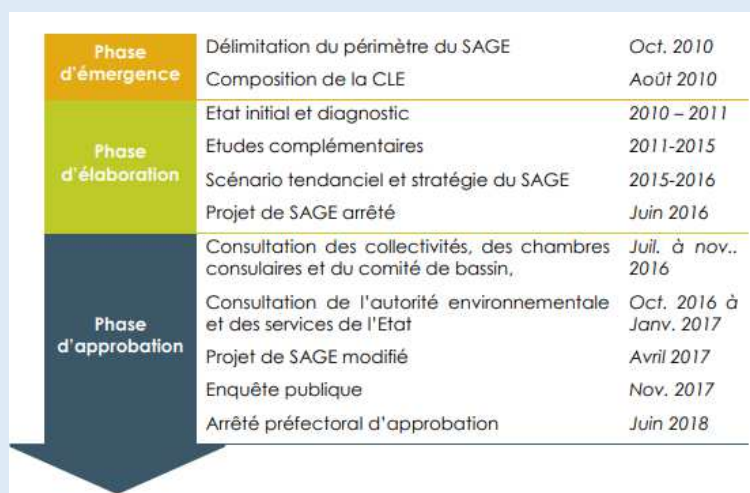 Phase
d'émergence
Délimitation du périmètre du SAGE Oct. 2010
Composition de la CLE Août 2010
Phase
d'élaboration
Etat initial et diagnostic 2010 – 2011
Etudes complémentaires 2011-2015
Scénario tendanciel et stratégie du SAGE 2015-2016
Projet de SAGE arrêté Juin 2016
Phase
d'approbation
Consultation des collectivités, des chambres Juil. à nov..
consulaires et du comité de bassin, 2016
Consultation de l'autorité environnementale Oct. 2016 à
et des services de l'Etat Janv. 2017
Projet de SAGE modifié Avril 2017
Enquête publique Nov. 2017
Arrêté préfectoral d'approbation Juin 2018